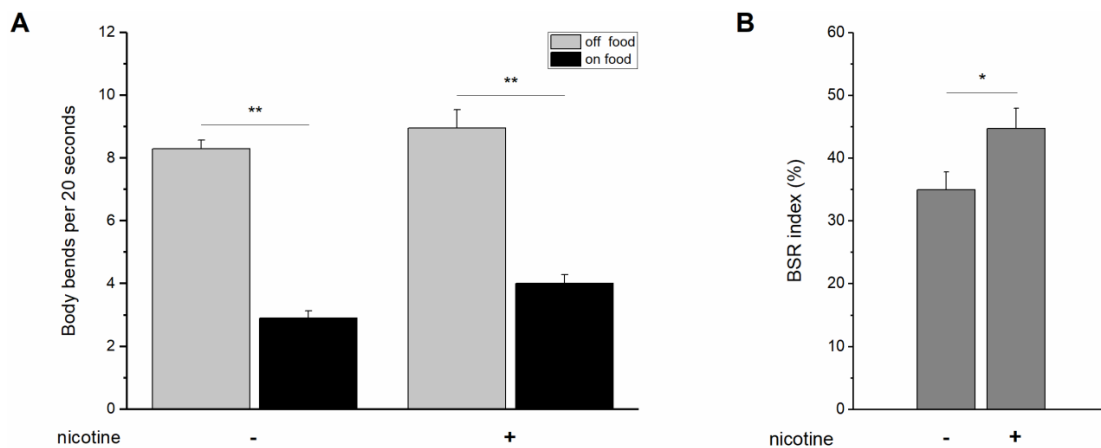 A
Body bends per 20 seconds
12
10
8
6
4
2
0
off food
on food
**
**
nicotine - +
B
BSR index (%)
60
50
40
30
20
10
0
*
nicotine - +